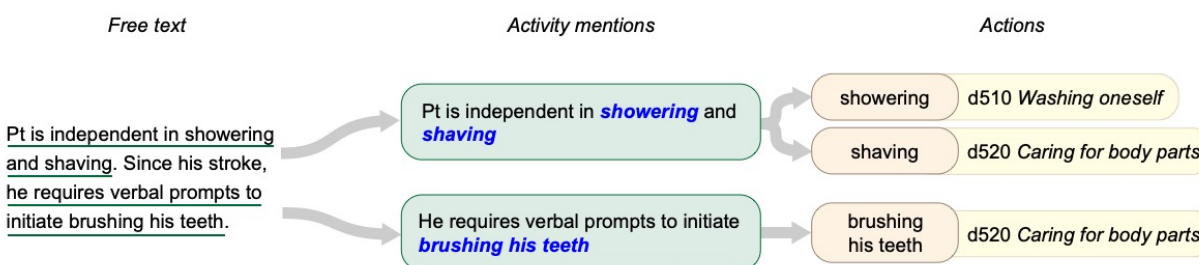 Free text
Activity mentions
Actions
Pt is independent in showering
and shaving. Since his stroke,
he requires verbal prompts to
initiate brushing his teeth.
Pt is independent in showering and
shaving
He requires verbal prompts to initiate
brushing his teeth
showering
d510 Washing oneself
shaving
d520 Caring for body parts
brushing
his teeth
d520 Caring for body parts